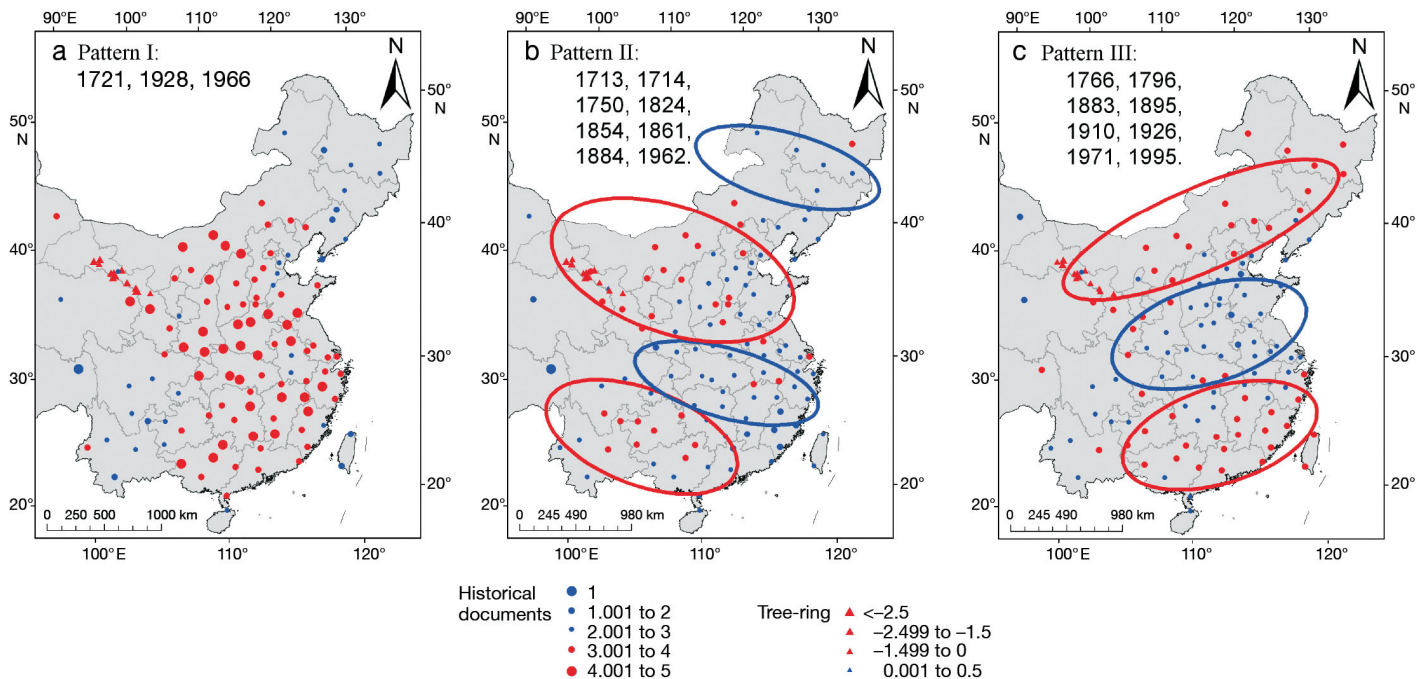 90°E 100° 110° 120° 130°
a Pattern I:
1721, 1928, 1966
N
50°
N
50°
N
40°
40°
30°
30°
20°
20°
0 250 500 1000 km
100°E 110° 120°
90°E 100° 110° 120° 130°
b Pattern II:
1713, 1714,
1750, 1824,
1854, 1861,
1884, 1962.
N
50°
N
50°
N
40°
40°
30°
30°
20°
20°
0 245 490 980 km
100°E 110° 120°
90°E 100° 110° 120° 130°
c Pattern III:
1766, 1796,
1883, 1895,
1910, 1926,
1971, 1995.
N
50°
N
50°
N
40°
40°
30°
30°
20°
20°
0 245 490 980 km
100°E 110° 120°
Historical
documents
1
1.001 to 2
2.001 to 3
3.001 to 4
4.001 to 5
Tree-ring
<–2.5
–2.499 to –1.5
–1.499 to 0
0.001 to 0.5